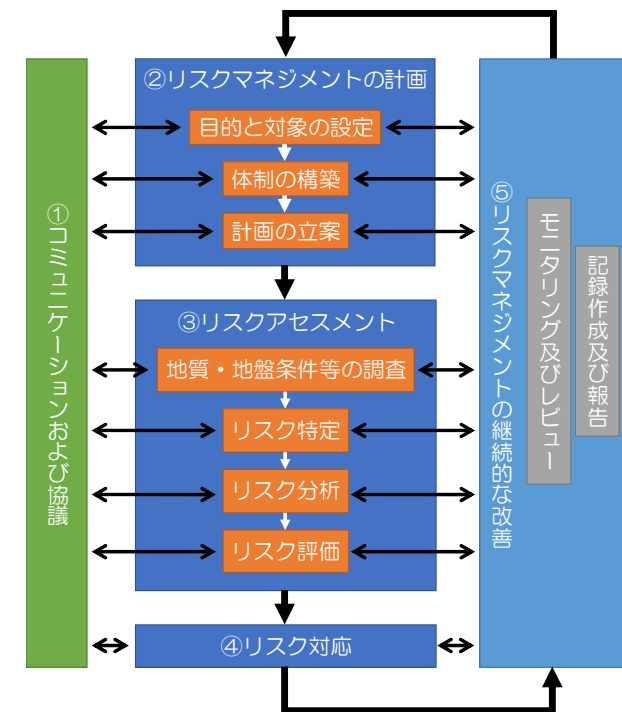 ①コミュニケーションおよび協議
②リスクマネジメントの計画
目的と対象の設定
体制の構築
計画の立案
③リスクアセスメント
地質・地盤条件等の調査
リスク特定
リスク分析
リスク評価
④リスク対応
⑤リスクマネジメントの継続的な改善
モニタリング及びレビュー
記録作成及び報告